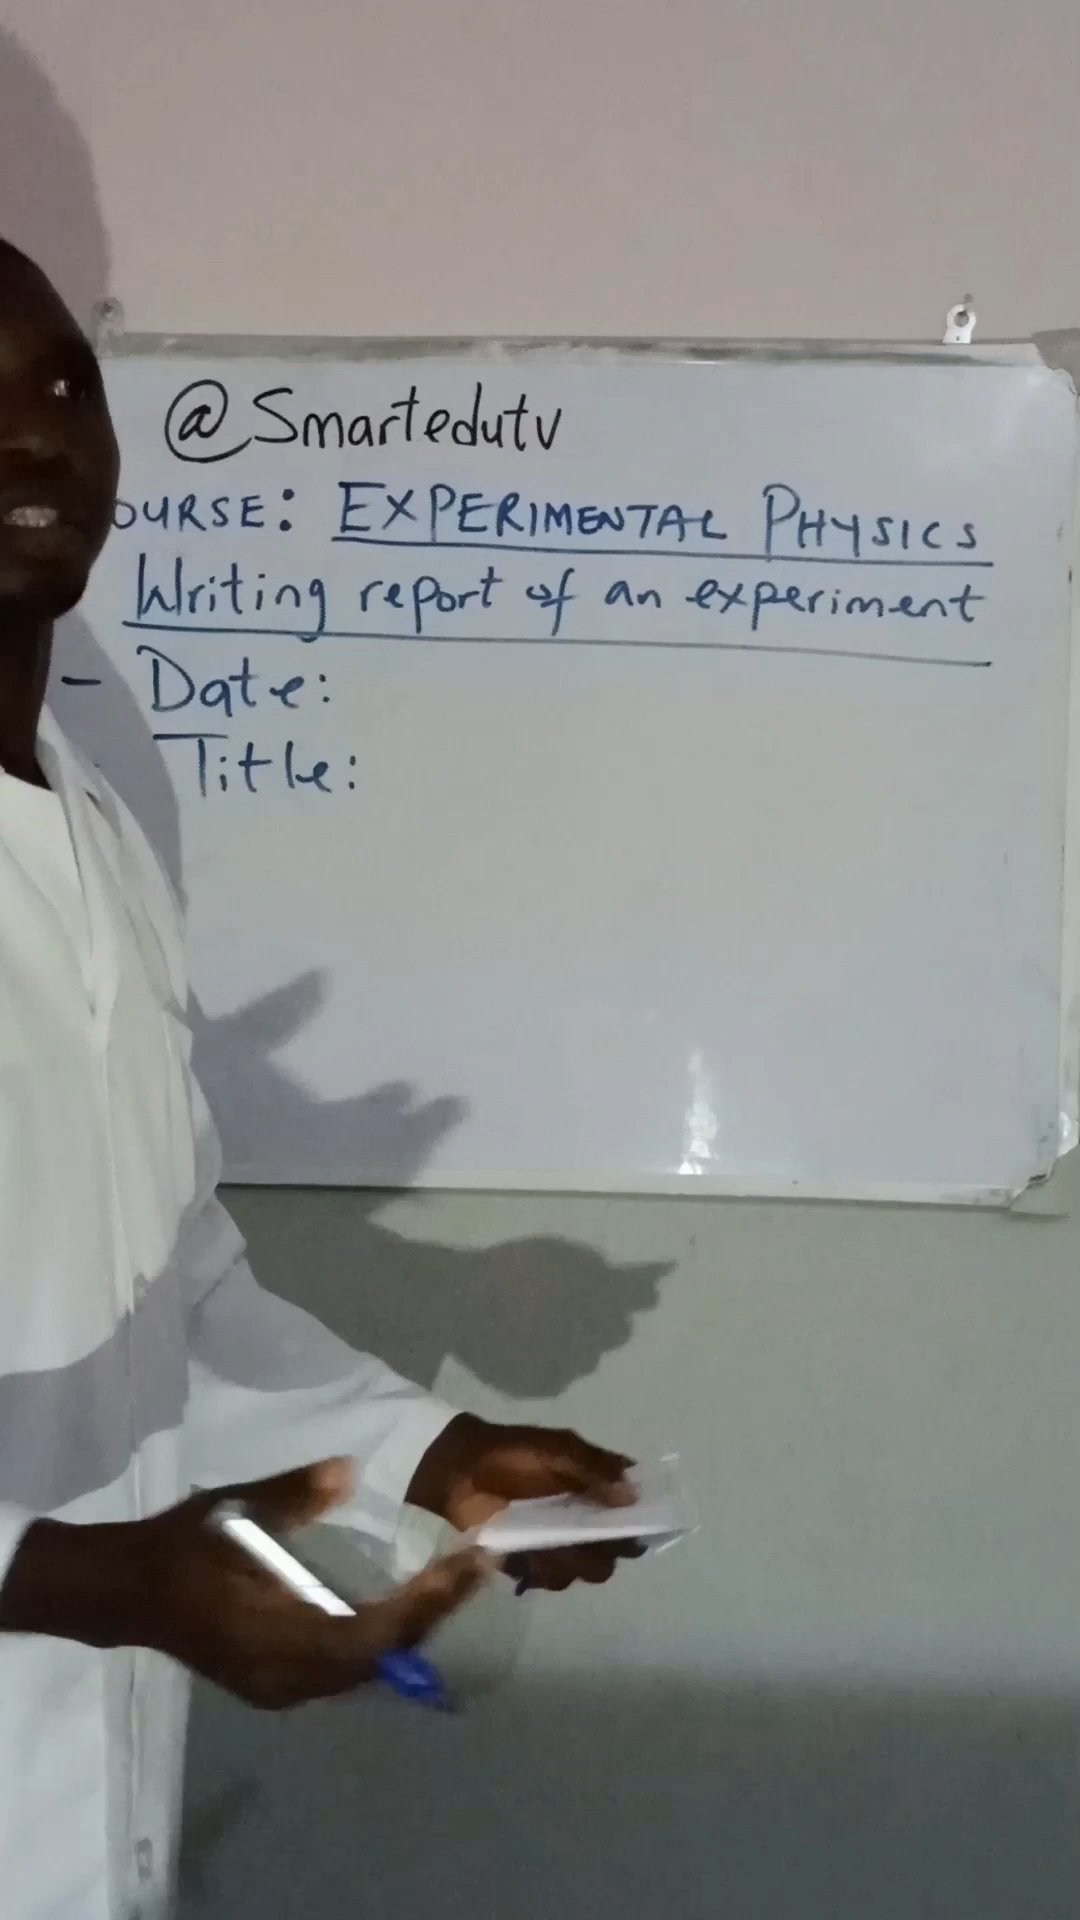 @Smartedutv
OURSE: EXPERIMENTAL PHYSICS
Writing report of an experiment
- Date:
Title: